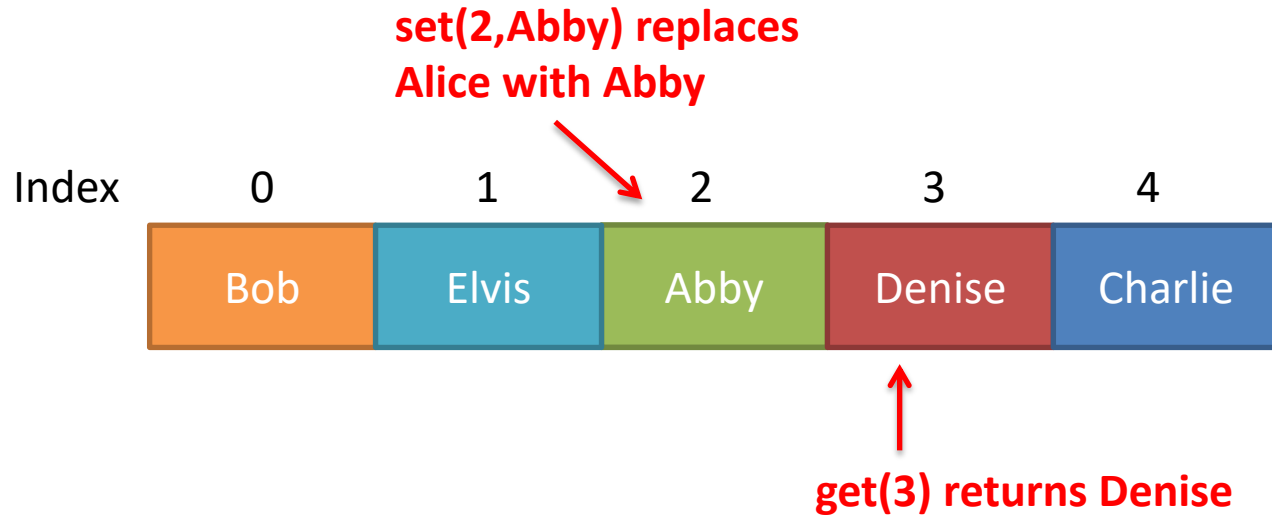 set(2,Abby) replaces
Alice with Abby
Index 0 1 2 3 4
Bob Elvis Abby Denise Charlie
get(3) returns Denise